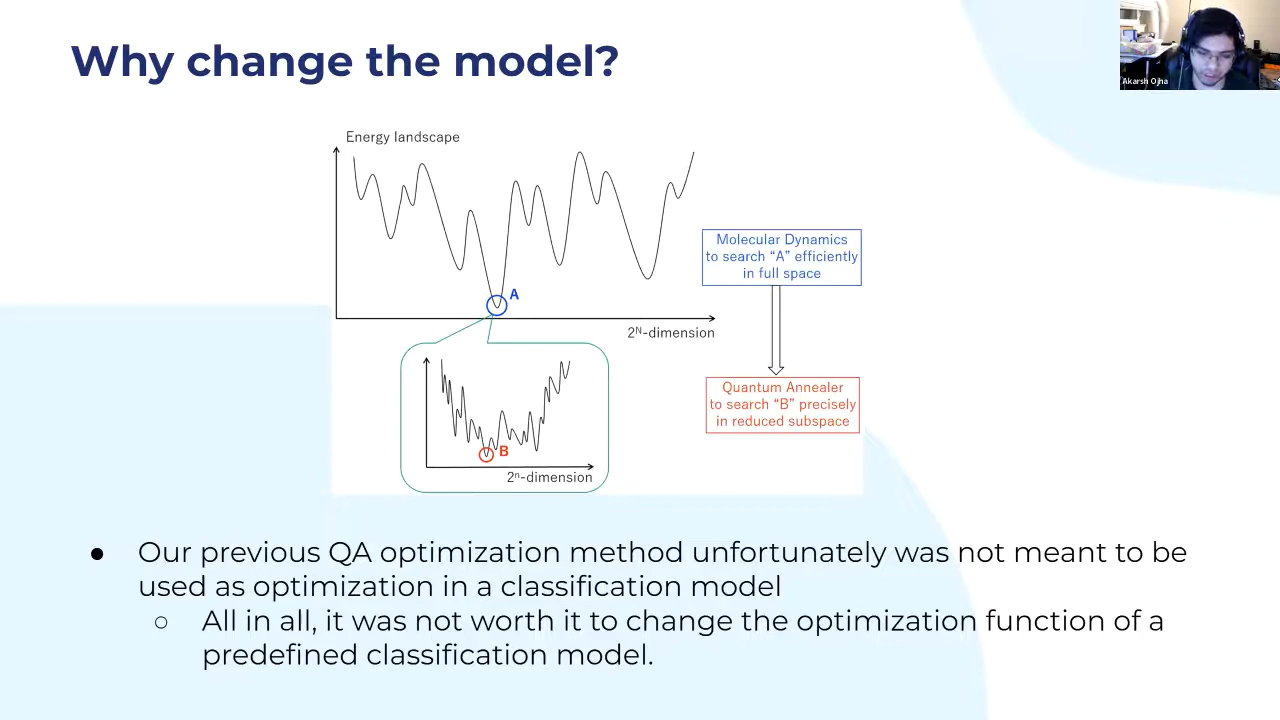 Why change the model?
Akarsh Ojha
Energy landscape
A
2ᴺ-dimension
Molecular Dynamics
to search “A” efficiently
in full space
Quantum Annealer
to search “B” precisely
in reduced subspace
B
2ⁿ-dimension
● Our previous QA optimization method unfortunately was not meant to be
used as optimization in a classification model
○ All in all, it was not worth it to change the optimization function of a
predefined classification model.